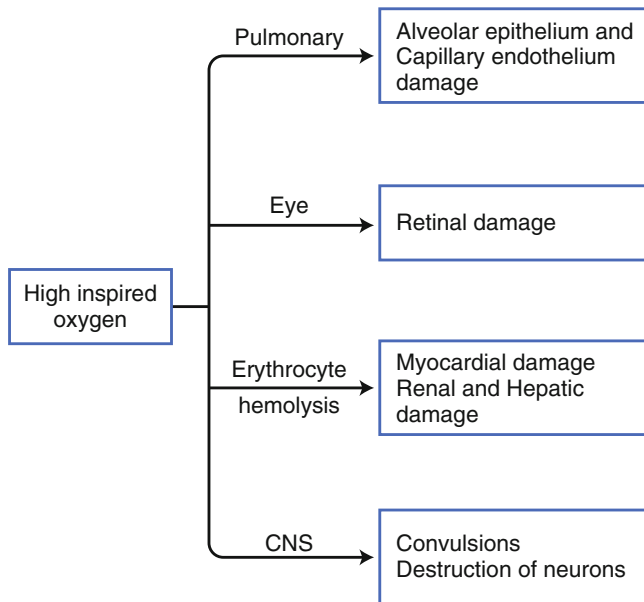 Pulmonary
Alveolar epithelium and
Capillary endothelium
damage
Eye
Retinal damage
High inspired
oxygen
Erythrocyte
hemolysis
Myocardial damage
Renal and Hepatic
damage
CNS
Convulsions
Destruction of neurons